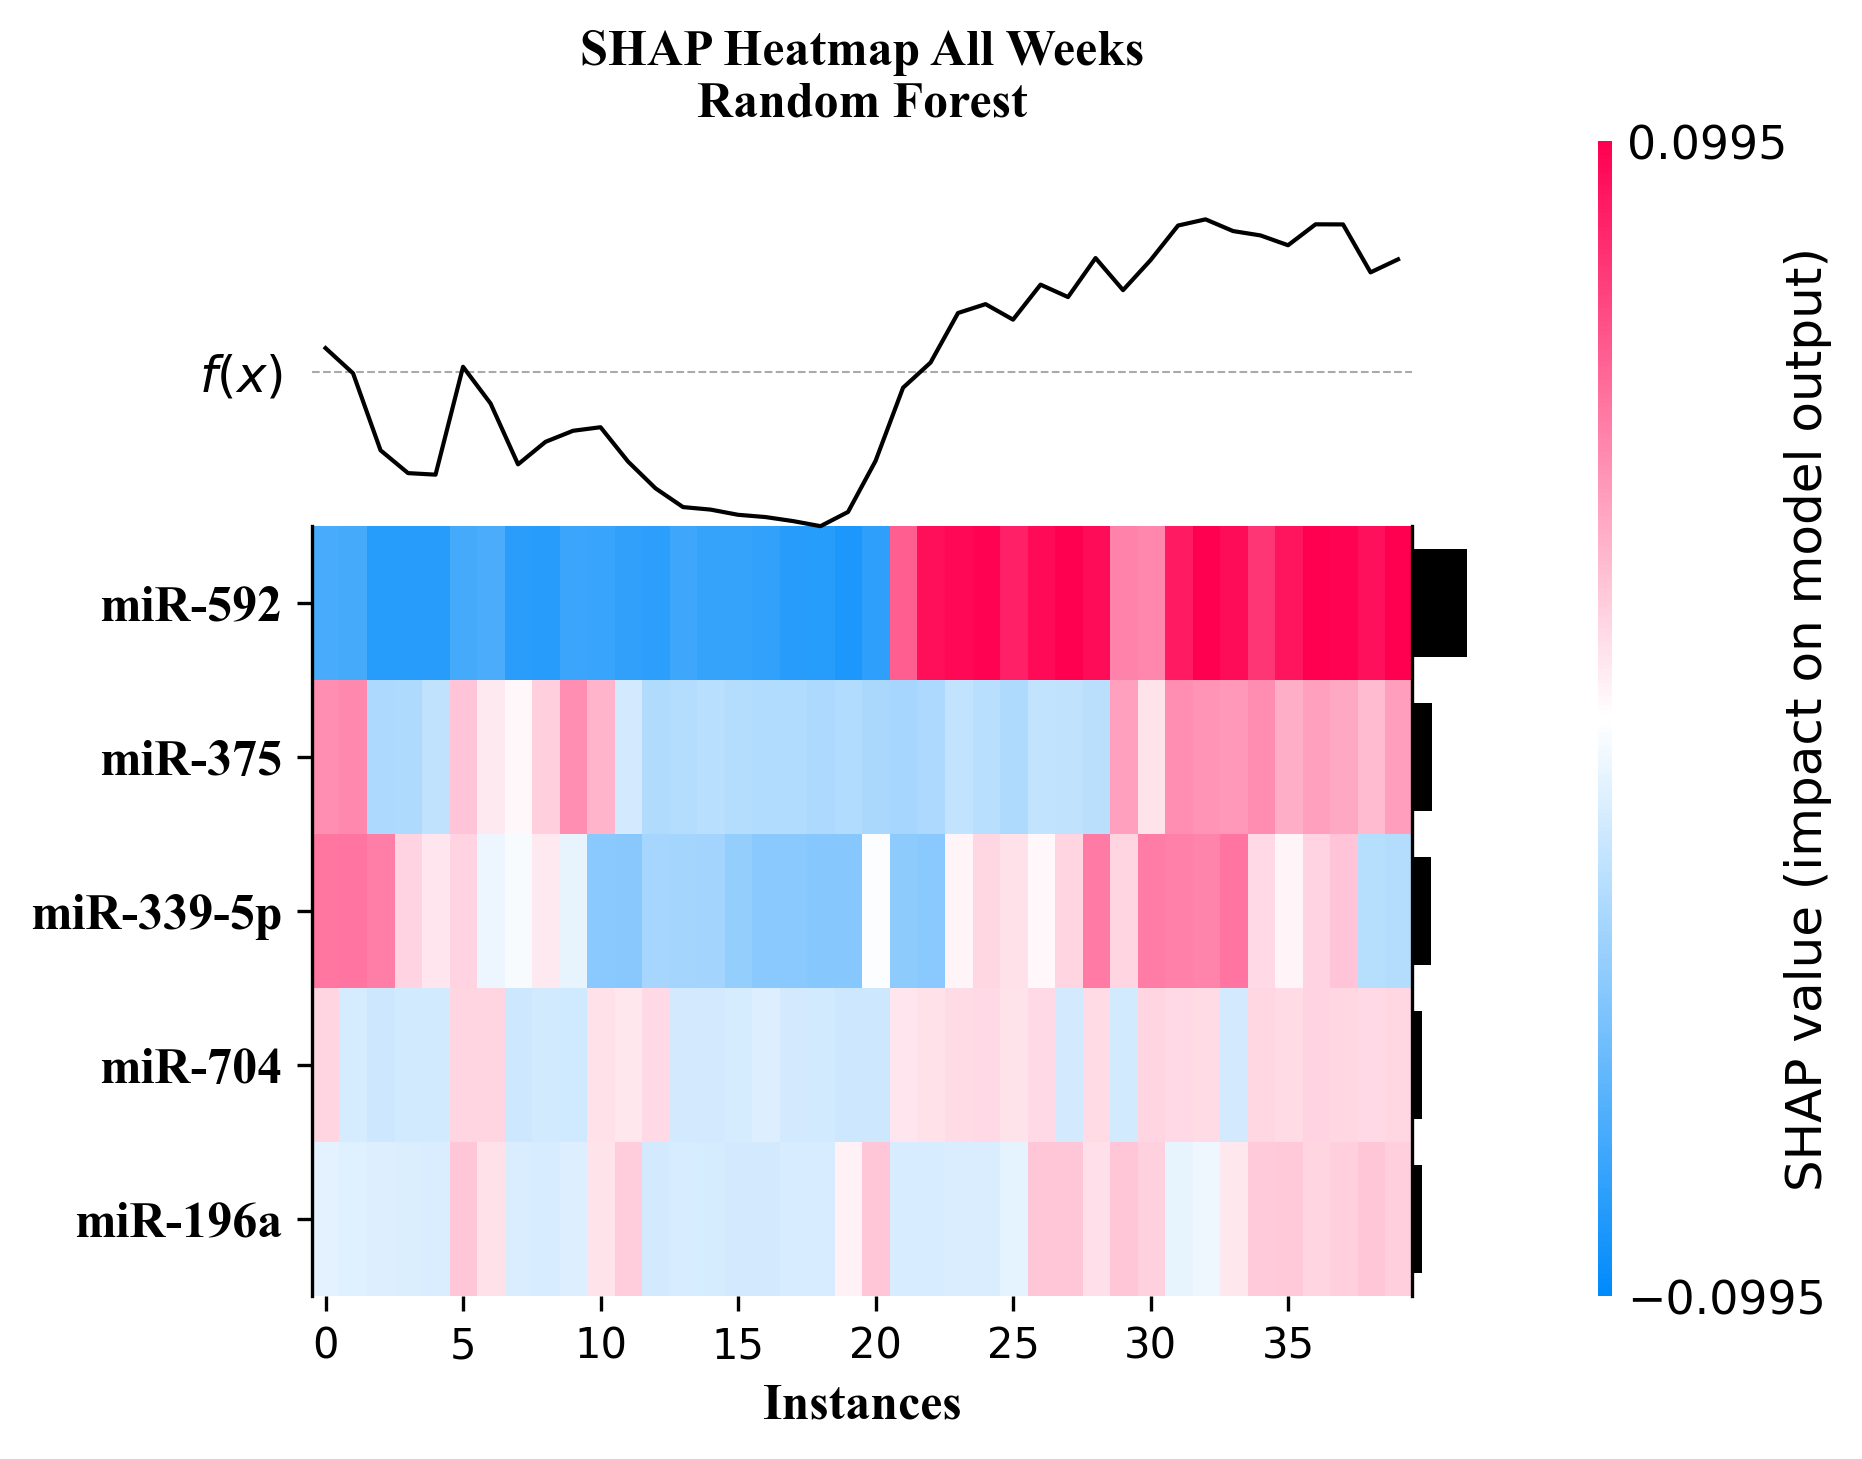 SHAP Heatmap All Weeks
Random Forest
0.0995
f(x)
miR-592
miR-375
miR-339-5p
miR-704
miR-196a
0 5 10 15 20 25 30 35
Instances
−0.0995
SHAP value (impact on model output)